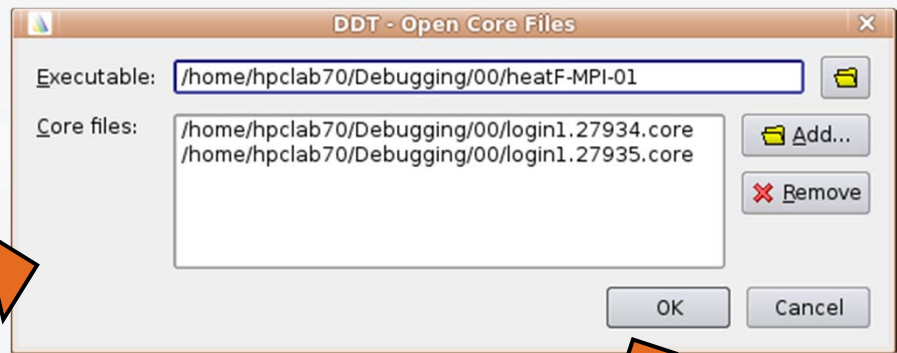 DDT - Open Core Files
Executable: /home/hpclab70/Debugging/00/heatF-MPI-01
Core files: /home/hpclab70/Debugging/00/login1.27934.core
/home/hpclab70/Debugging/00/login1.27935.core
Add...
Remove
OK Cancel